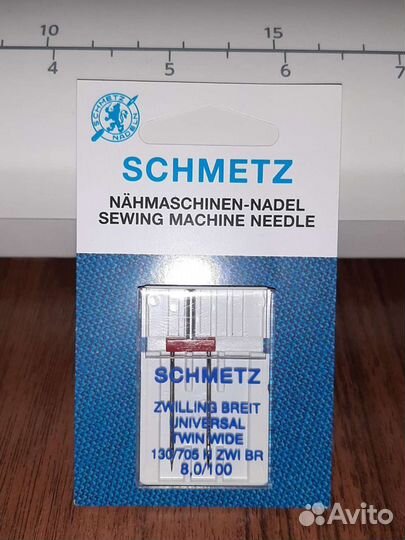 10 15
5 6 7
SCHMETZ
NADELN
SCHMETZ
NÄHMASCHINEN-NADEL
SEWING MACHINE NEEDLE
SCHMETZ
ZWILLING BREIT
UNIVERSAL
TWIN WIDE
130/705 H ZWI BR
8,0/100
Avito